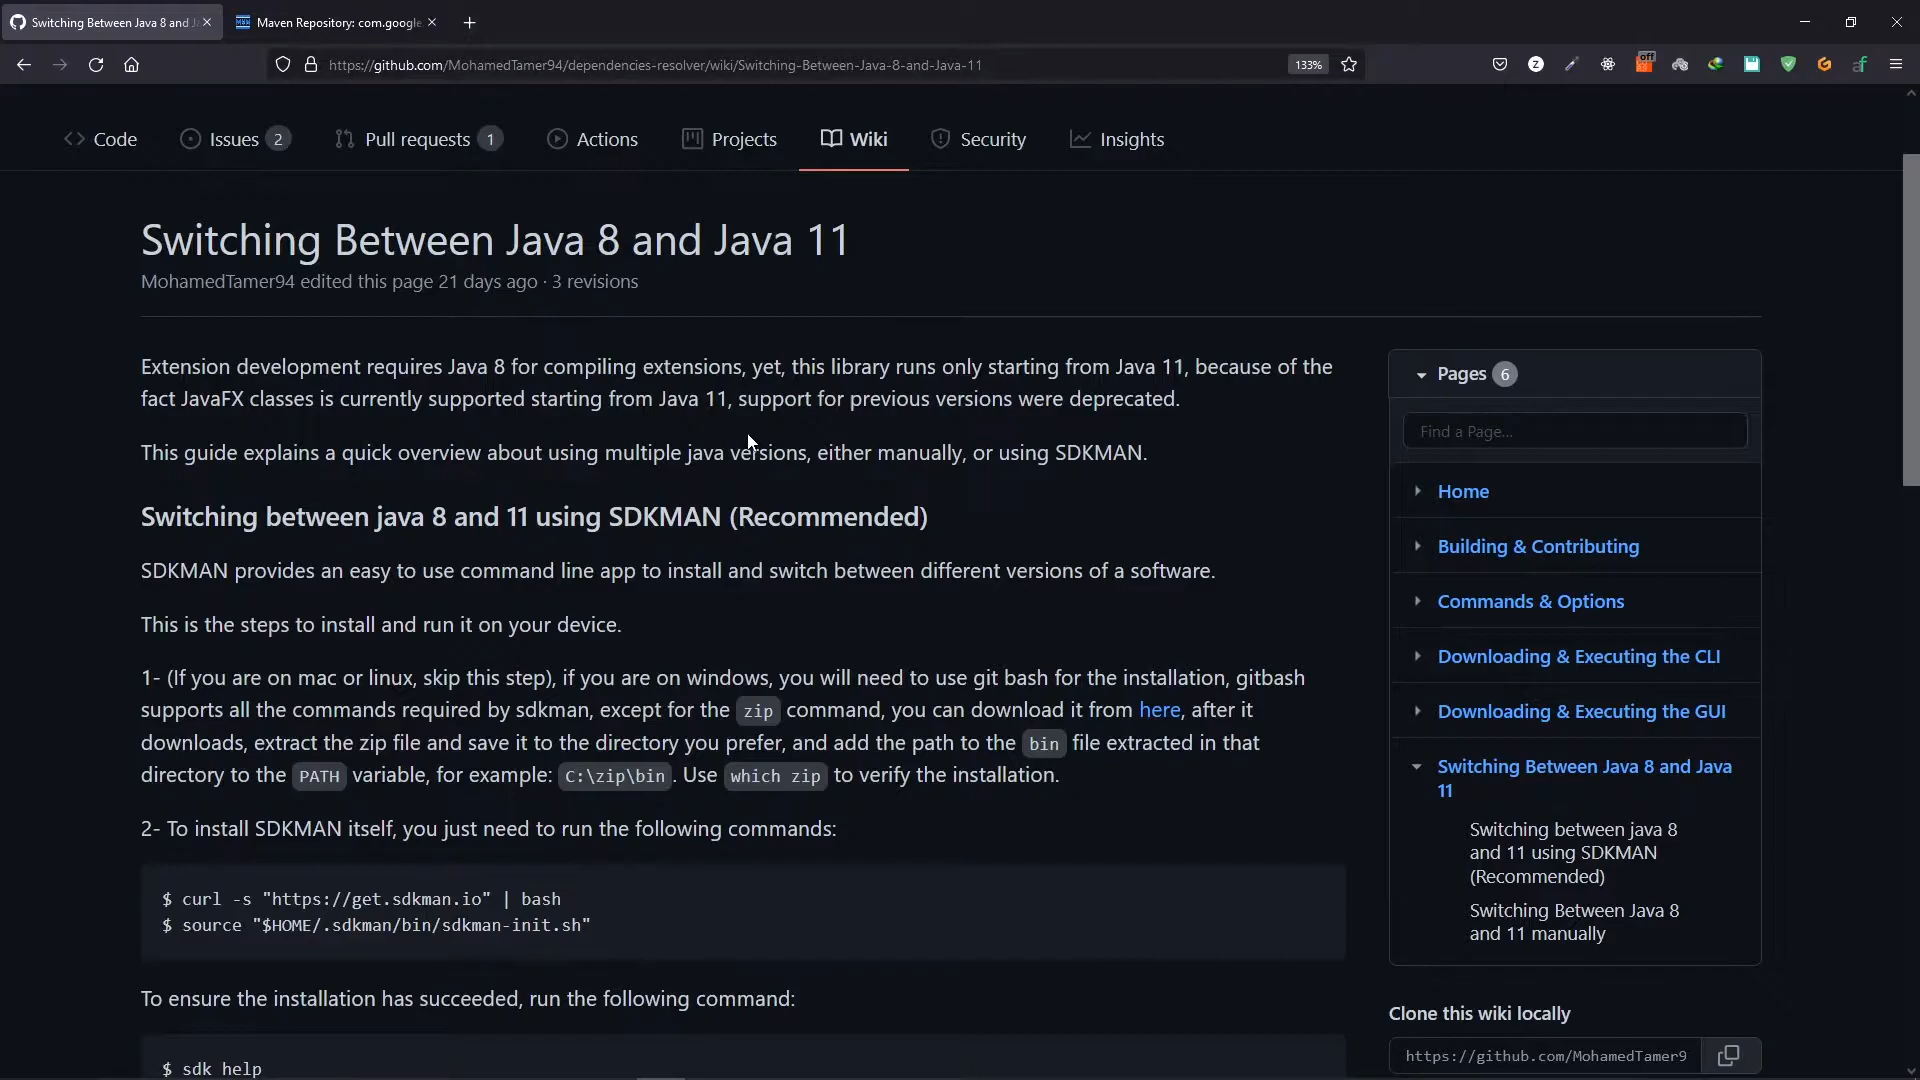 Switching Between Java 8 and J
Maven Repository: com.google
https://github.com/MohamedTamer94/dependencies-resolver/wiki/Switching-Between-Java-8-and-Java-11
133%
off
Code
Issues 2
Pull requests 1
Actions
Projects
Wiki
Security
Insights
Switching Between Java 8 and Java 11
MohamedTamer94 edited this page 21 days ago · 3 revisions
Extension development requires Java 8 for compiling extensions, yet, this library runs only starting from Java 11, because of the
fact JavaFX classes is currently supported starting from Java 11, support for previous versions were deprecated.
This guide explains a quick overview about using multiple java versions, either manually, or using SDKMAN.
Switching between java 8 and 11 using SDKMAN (Recommended)
SDKMAN provides an easy to use command line app to install and switch between different versions of a software.
This is the steps to install and run it on your device.
1- (If you are on mac or linux, skip this step), if you are on windows, you will need to use git bash for the installation, gitbash
supports all the commands required by sdkman, except for the zip command, you can download it from here, after it
downloads, extract the zip file and save it to the directory you prefer, and add the path to the bin file extracted in that
directory to the PATH variable, for example: C:\zip\bin. Use which zip to verify the installation.
2- To install SDKMAN itself, you just need to run the following commands:
$ curl -s "https://get.sdkman.io" | bash
$ source "$HOME/.sdkman/bin/sdkman-init.sh"
To ensure the installation has succeeded, run the following command:
$ sdk help
Pages 6
Find a Page...
Home
Building & Contributing
Commands & Options
Downloading & Executing the CLI
Downloading & Executing the GUI
Switching Between Java 8 and Java
11
Switching between java 8
and 11 using SDKMAN
(Recommended)
Switching Between Java 8
and 11 manually
Clone this wiki locally
https://github.com/MohamedTamer9